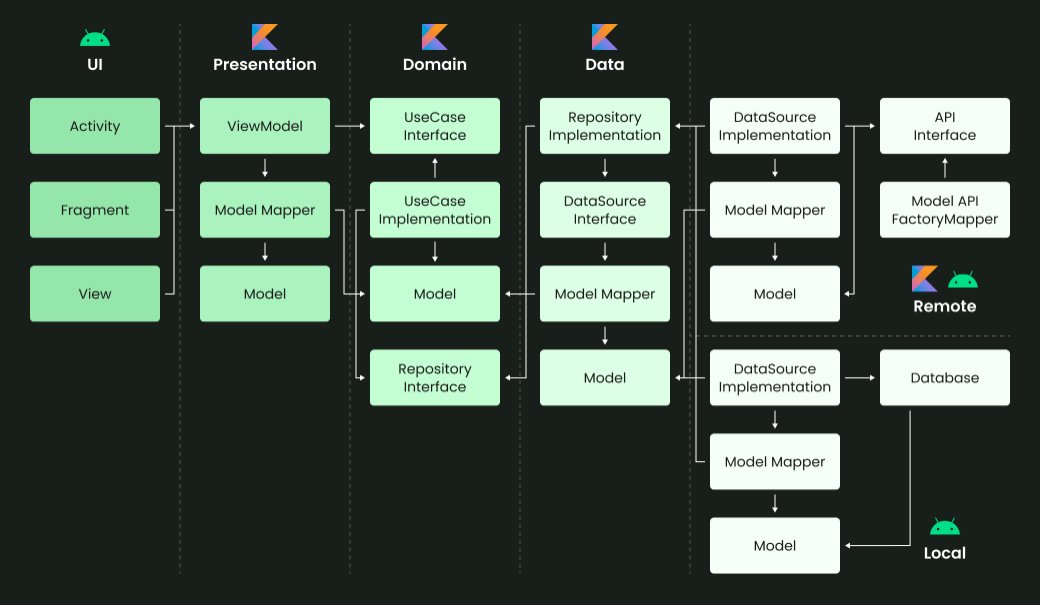 UI
Presentation
Domain
Data
Activity
ViewModel
UseCase
Interface
Repository
Implementation
DataSource
Implementation
API
Interface
Fragment
Model Mapper
UseCase
Implementation
DataSource
Interface
Model Mapper
Model API
FactoryMapper
View
Model
Model
Model Mapper
Model
Remote
Repository
Interface
Model
DataSource
Implementation
Database
Model Mapper
Model
Local